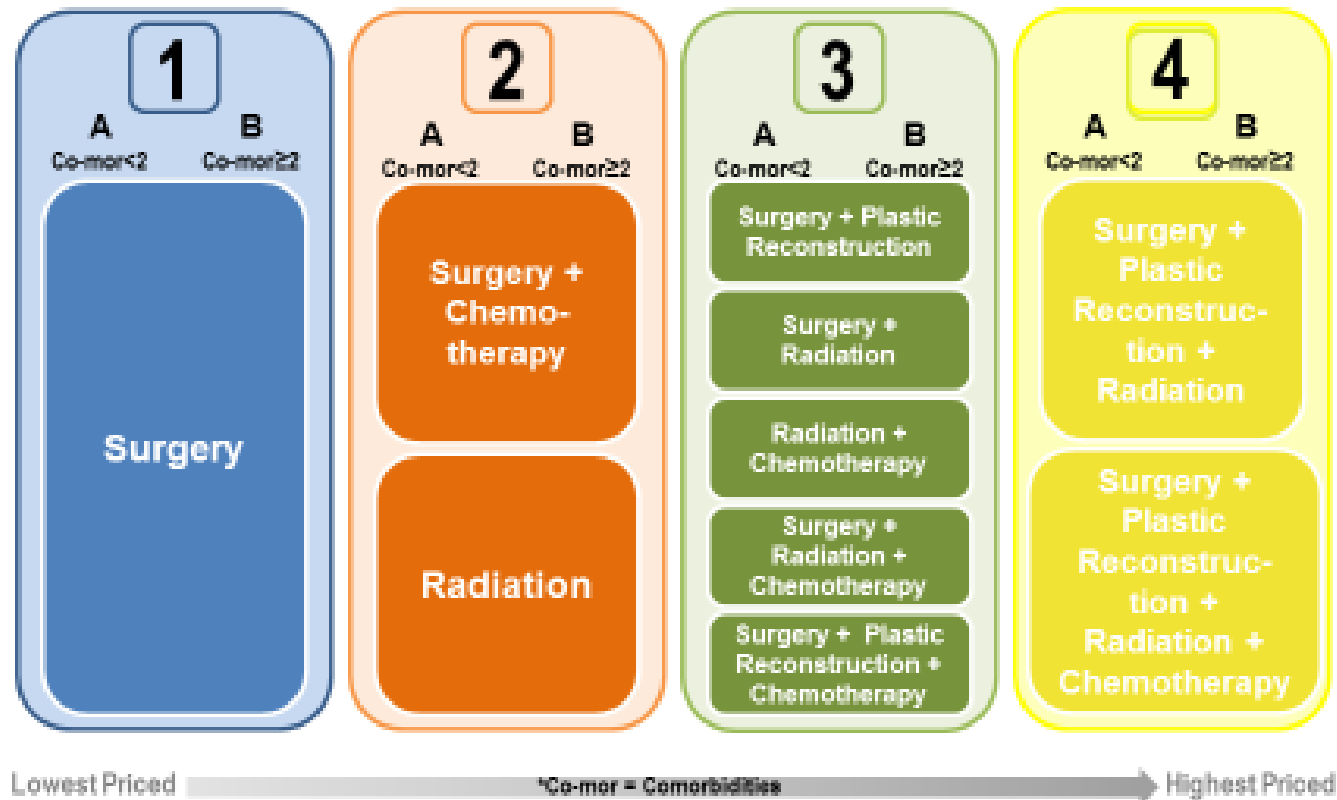 1
A B
Co-mor<2 Co-mor≥2
Surgery
2
A B
Co-mor<2 Co-mor≥2
Surgery +
Chemo-
therapy
Radiation
3
A B
Co-mor<2 Co-mor≥2
Surgery + Plastic
Reconstruction
Surgery +
Radiation
Radiation +
Chemotherapy
Surgery +
Radiation +
Chemotherapy
Surgery + Plastic
Reconstruction +
Chemotherapy
4
A B
Co-mor<2 Co-mor≥2
Surgery +
Plastic
Reconstruc-
tion +
Radiation
Surgery +
Plastic
Reconstruc-
tion +
Radiation +
Chemotherapy
Lowest Priced *Co-mor = Comorbidities Highest Priced